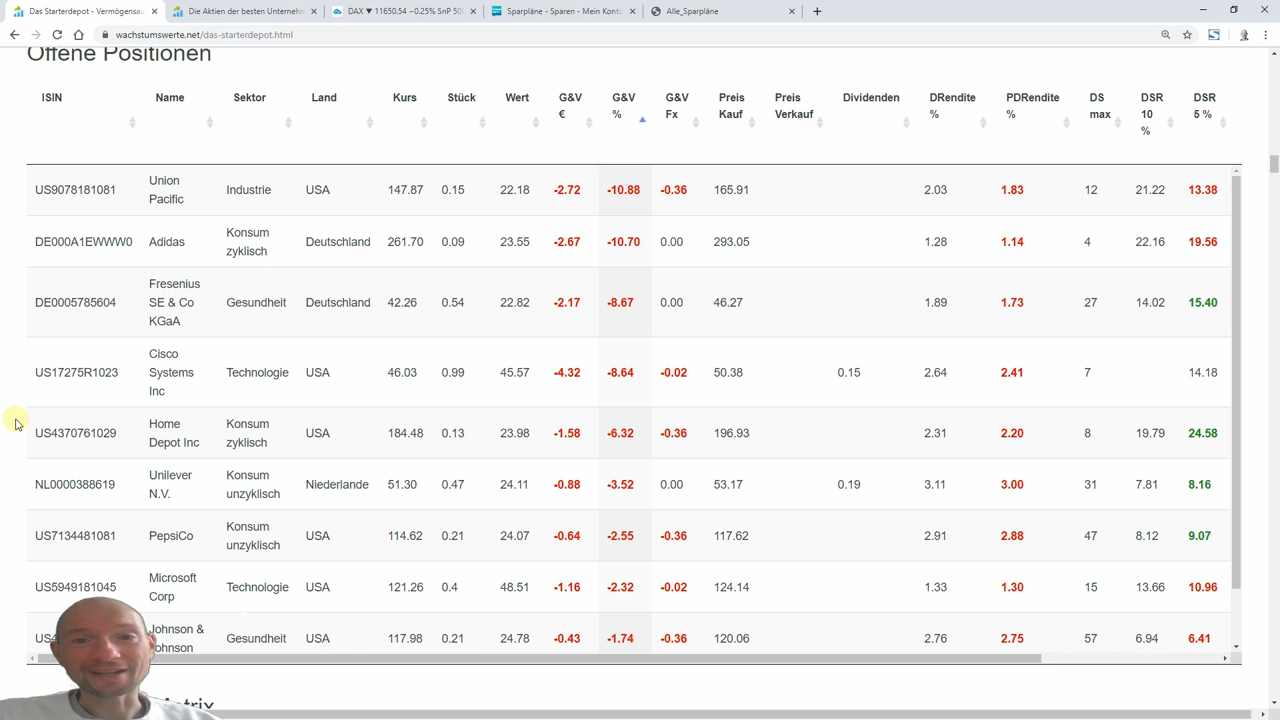 Das Starterdepot - Vermögensau
Die Aktien der besten Unternehm
DAX ▼ 11650.54 −0.25% SnP 500
Sparpläne - Sparen - Mein Konto
Alle_Sparpläne
wachstumswerte.net/das-starterdepot.html
Offene Positionen
ISIN Name Sektor Land Kurs Stück Wert G&V € G&V % G&V Fx Preis Kauf Preis Verkauf Dividenden DRendite % PDRendite % DS max DSR 10 % DSR 5 %
US9078181081 Union Pacific Industrie USA 147.87 0.15 22.18 -2.72 -10.88 -0.36 165.91 2.03 1.83 12 21.22 13.38
DE000A1EWWW0 Adidas Konsum zyklisch Deutschland 261.70 0.09 23.55 -2.67 -10.70 0.00 293.05 1.28 1.14 4 22.16 19.56
DE0005785604 Fresenius SE & Co KGaA Gesundheit Deutschland 42.26 0.54 22.82 -2.17 -8.67 0.00 46.27 1.89 1.73 27 14.02 15.40
US17275R1023 Cisco Systems Inc Technologie USA 46.03 0.99 45.57 -4.32 -8.64 -0.02 50.38 0.15 2.64 2.41 7 14.18
US4370761029 Home Depot Inc Konsum zyklisch USA 184.48 0.13 23.98 -1.58 -6.32 -0.36 196.93 2.31 2.20 8 19.79 24.58
NL0000388619 Unilever N.V. Konsum unzyklisch Niederlande 51.30 0.47 24.11 -0.88 -3.52 0.00 53.17 0.19 3.11 3.00 31 7.81 8.16
US7134481081 PepsiCo Konsum unzyklisch USA 114.62 0.21 24.07 -0.64 -2.55 -0.36 117.62 2.91 2.88 47 8.12 9.07
US5949181045 Microsoft Corp Technologie USA 121.26 0.4 48.51 -1.16 -2.32 -0.02 124.14 1.33 1.30 15 13.66 10.96
Johnson & Johnson Gesundheit USA 117.98 0.21 24.78 -0.43 -1.74 -0.36 120.06 2.76 2.75 57 6.94 6.41